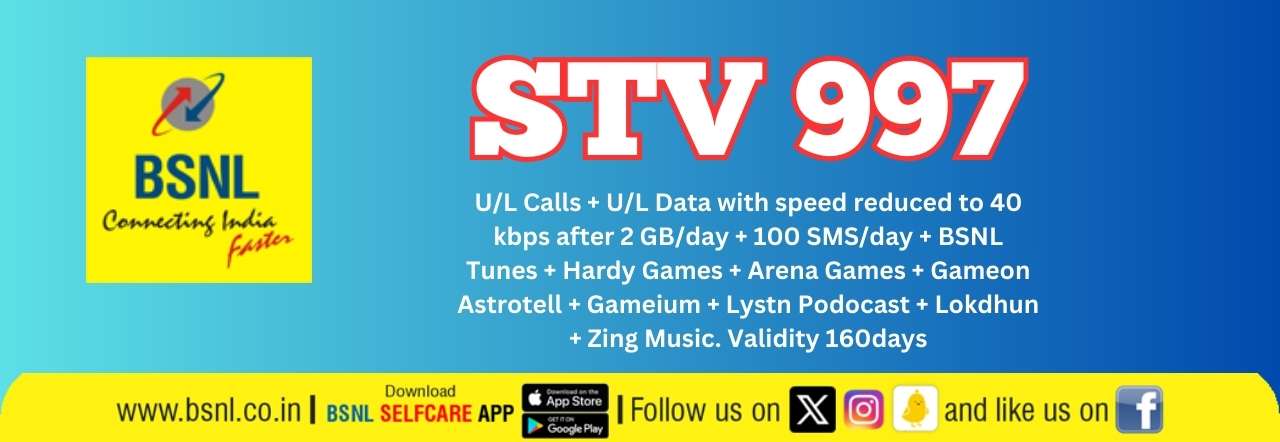 BSNL
Connecting India
Faster
STV 997
U/L Calls + U/L Data with speed reduced to 40
kbps after 2 GB/day + 100 SMS/day + BSNL
Tunes + Hardy Games + Arena Games + Gameon
Astrotell + Gameium + Lystn Podocast + Lokdhun
+ Zing Music. Validity 160days
www.bsnl.co.in | Download BSNL SELFCARE APP Download on the App Store GET IT ON Google Play | Follow us on X and like us on f